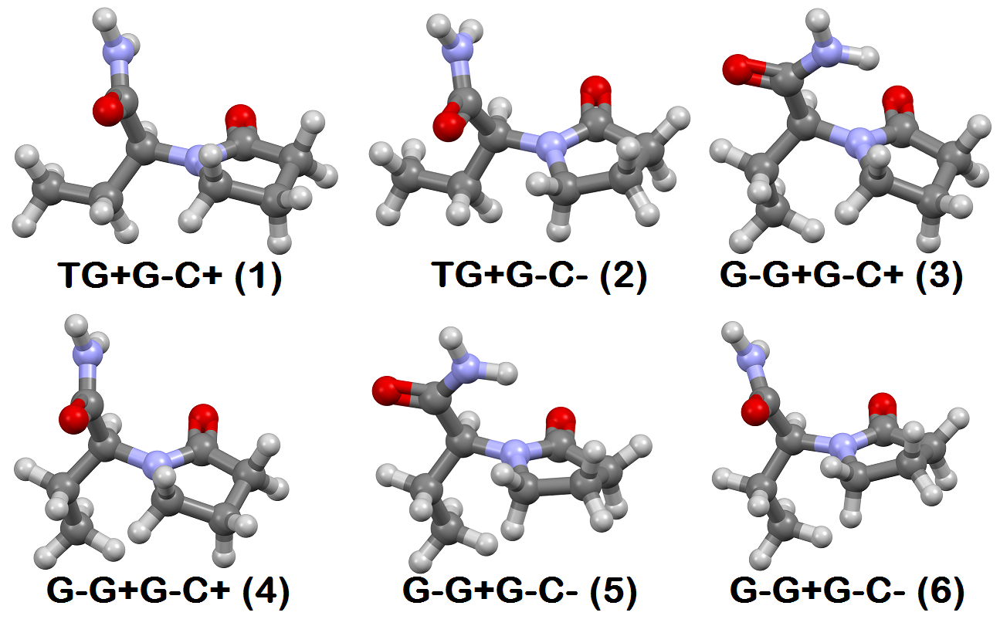 TG+G-C+ (1)
TG+G-C- (2)
G-G+G-C+ (3)
G-G+G-C+ (4)
G-G+G-C- (5)
G-G+G-C- (6)